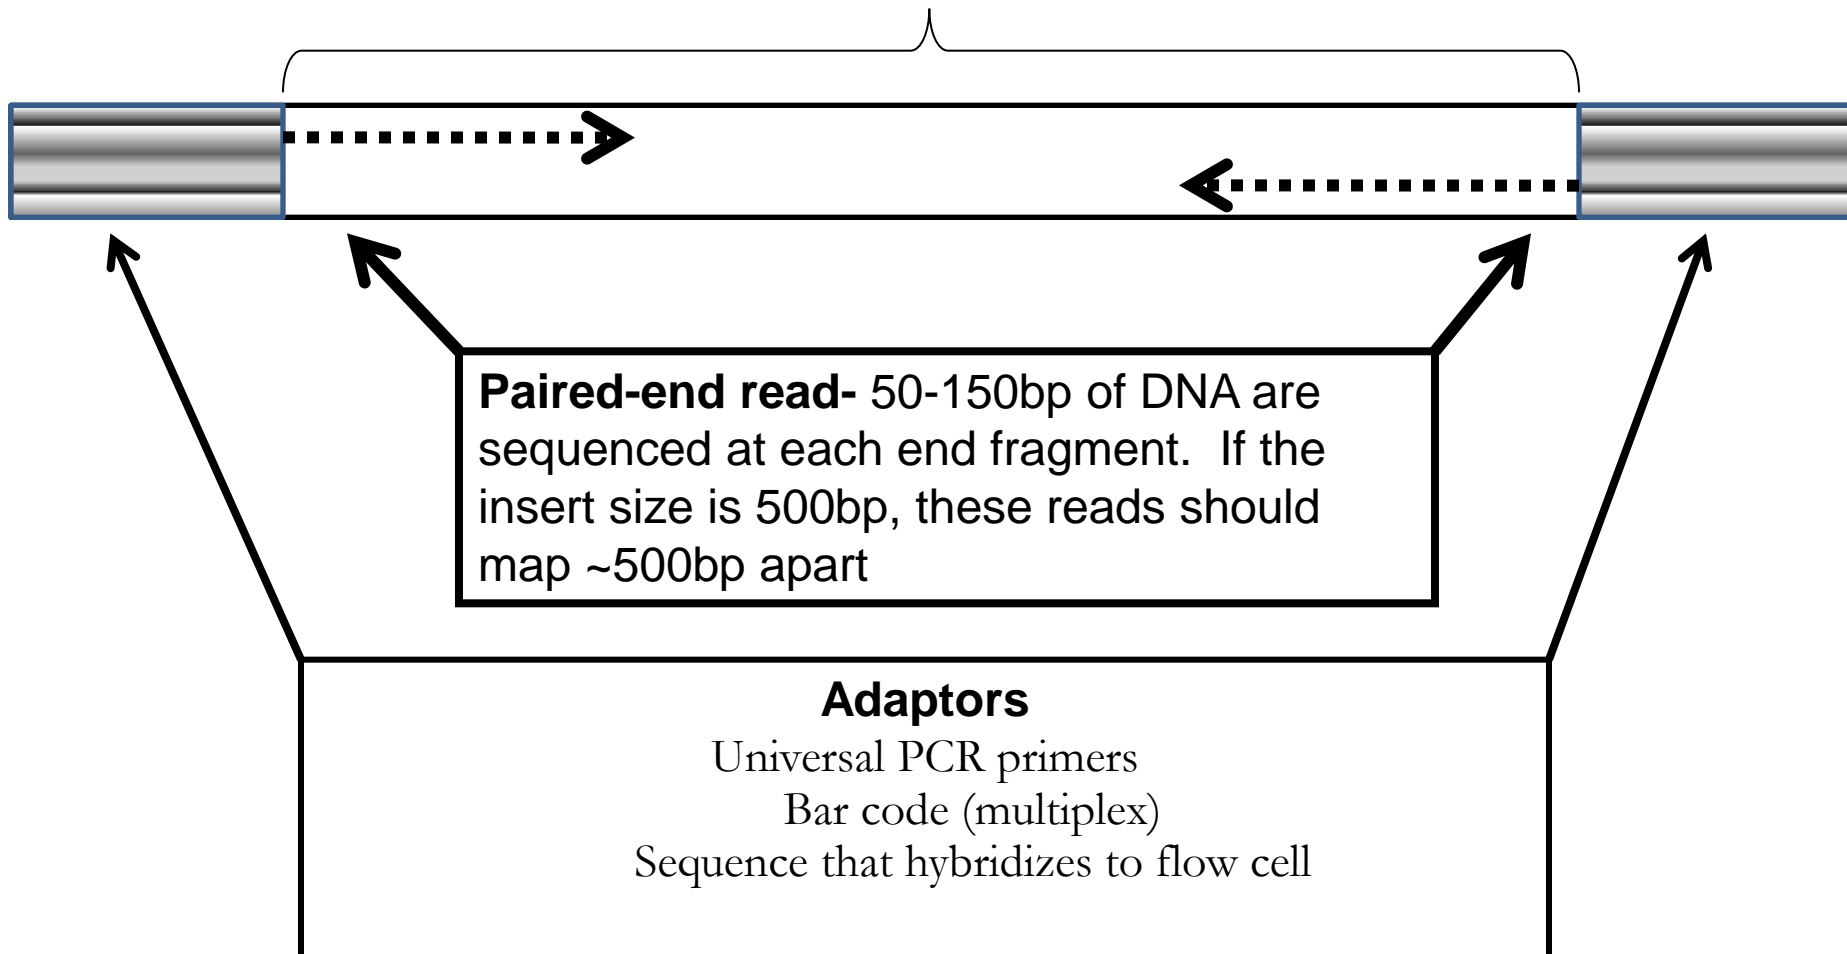 Paired-end read- 50-150bp of DNA are
sequenced at each end fragment.  If the
insert size is 500bp, these reads should
map ~500bp apart
Adaptors
Universal PCR primers
Bar code (multiplex)
Sequence that hybridizes to flow cell